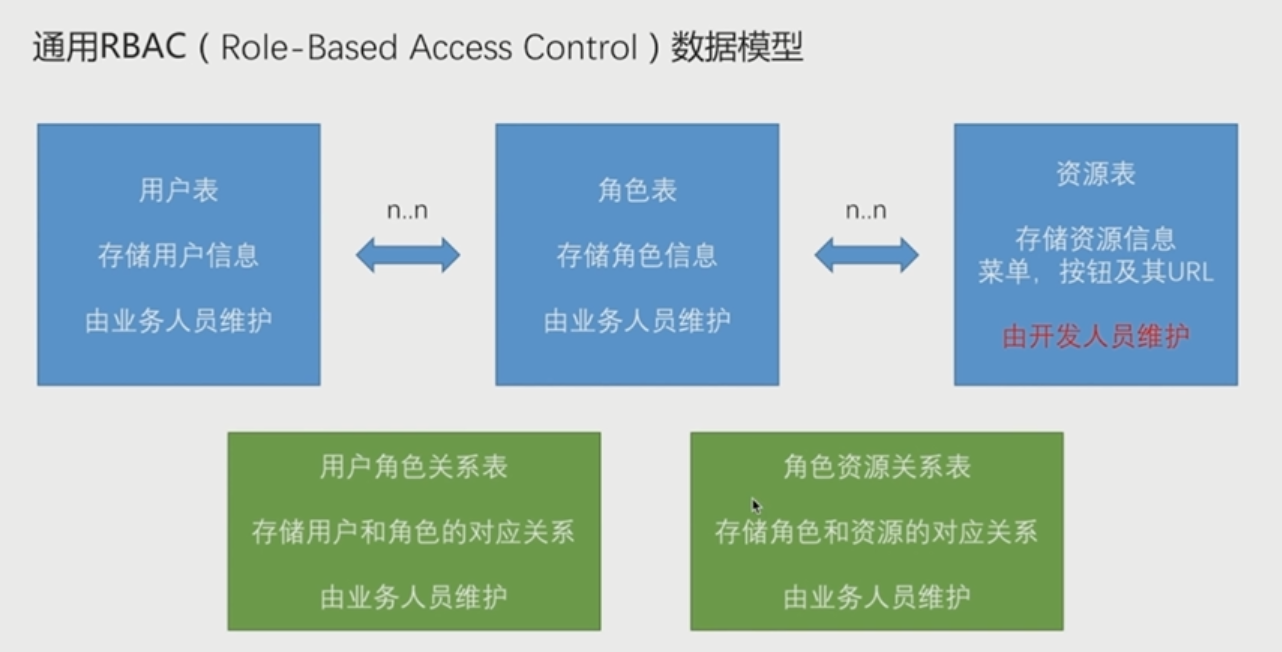 通用RBAC（Role-Based Access Control）数据模型
用户表
存储用户信息
由业务人员维护
n..n
角色表
存储角色信息
由业务人员维护
n..n
资源表
存储资源信息
菜单，按钮及其URL
由开发人员维护
用户角色关系表
存储用户和角色的对应关系
由业务人员维护
角色资源关系表
存储角色和资源的对应关系
由业务人员维护